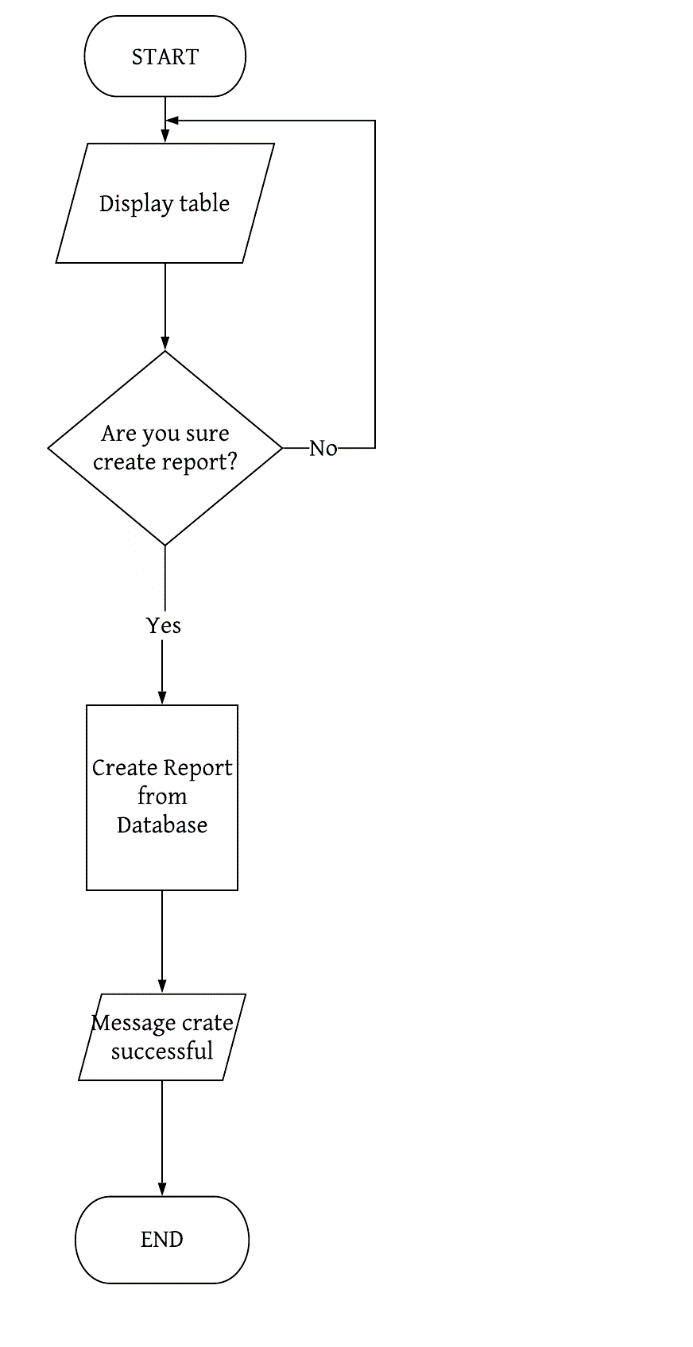 START
Display table
Are you sure
create report?
No
Yes
Create Report
from
Database
Message crate
successful
END